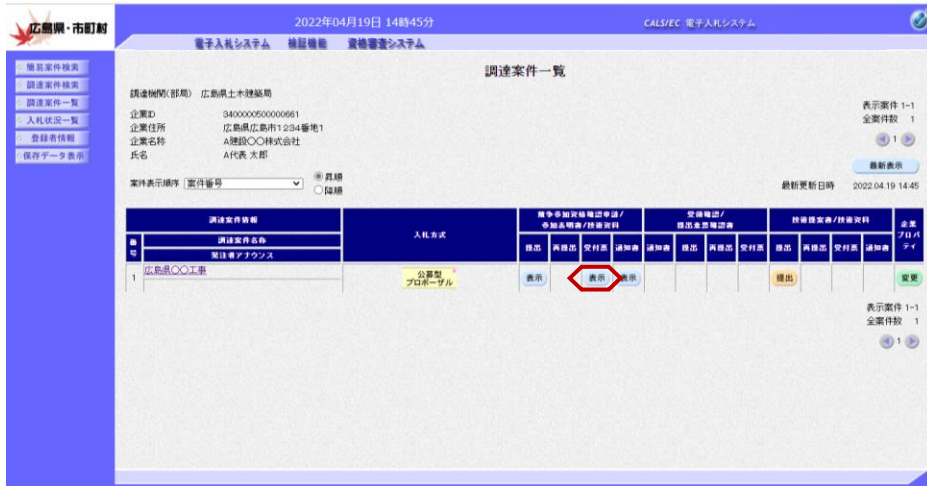 広島県・市町村
2022年04月19日 14時45分
CALS/EC 電子入札システム
電子入札システム 検証機能 資格審査システム
簡易案件検索
調達案件検索
調達案件一覧
入札状況一覧
登録者情報
保存データ表示
調達案件一覧
調達機関(部局) 広島県土木建築局
企業ID 3400000500000661
企業住所 広島県広島市1234番地1
企業名称 A建設〇〇株式会社
氏名 A代表 太郎
表示案件 1-1
全案件数 1
1
最新表示
案件表示順序 案件番号
昇順
降順
最新更新日時 2022.04.19 14:45
調達案件情報
番号
調達案件名称
発注者アナウンス
入札方式
競争参加資格確認申請/
参加表明書/技術資料
提出 再提出 受付票 通知書
受領確認/
提出意思確認書
通知書 提出 再提出 受付票
技術提案書/技術資料
提出 再提出 受付票 通知書
企業
プロパ
ティ
1 広島県〇〇工事
公募型
プロポーザル
表示 表示 表示 提出 変更
表示案件 1-1
全案件数 1
1